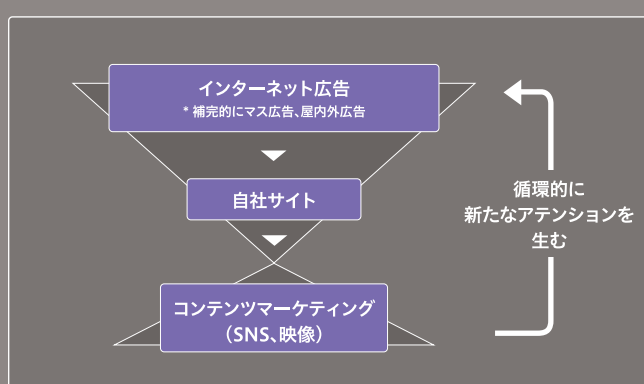 インターネット広告
* 補完的にマス広告、屋内外広告
自社サイト
コンテンツマーケティング
（SNS、映像）
循環的に
新たなアテンションを
生む